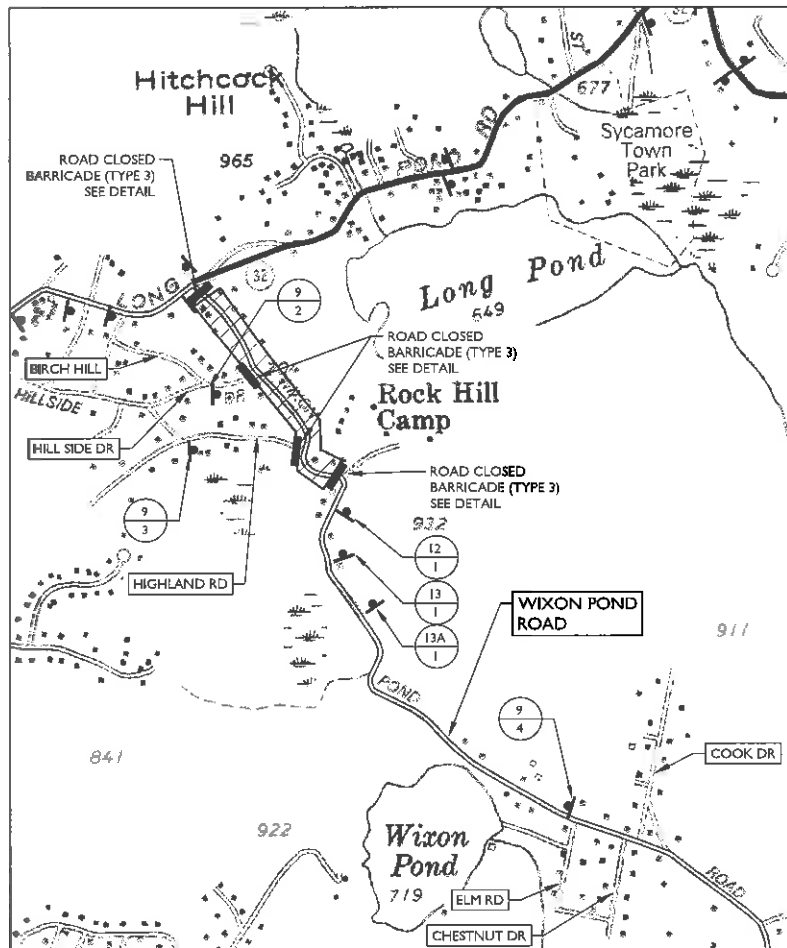 Hitchcock
Hill
965
ROAD CLOSED
BARRICADE (TYPE 3)
SEE DETAIL
677
Sycamore
Town
Park
POND
RD
ST
32
LONG
9
2
Long Pond
649
ROAD CLOSED
BARRICADE (TYPE 3)
SEE DETAIL
BIRCH HILL
HILLSIDE
DR
Rock Hill
Camp
HILL SIDE DR
ROAD CLOSED
BARRICADE (TYPE 3)
SEE DETAIL
9
3
932
12
1
HIGHLAND RD
13
1
WIXON POND
ROAD
13A
1
911
POND
9
4
841
COOK DR
922
Wixon
Pond
719
ELM RD
ROAD
CHESTNUT DR